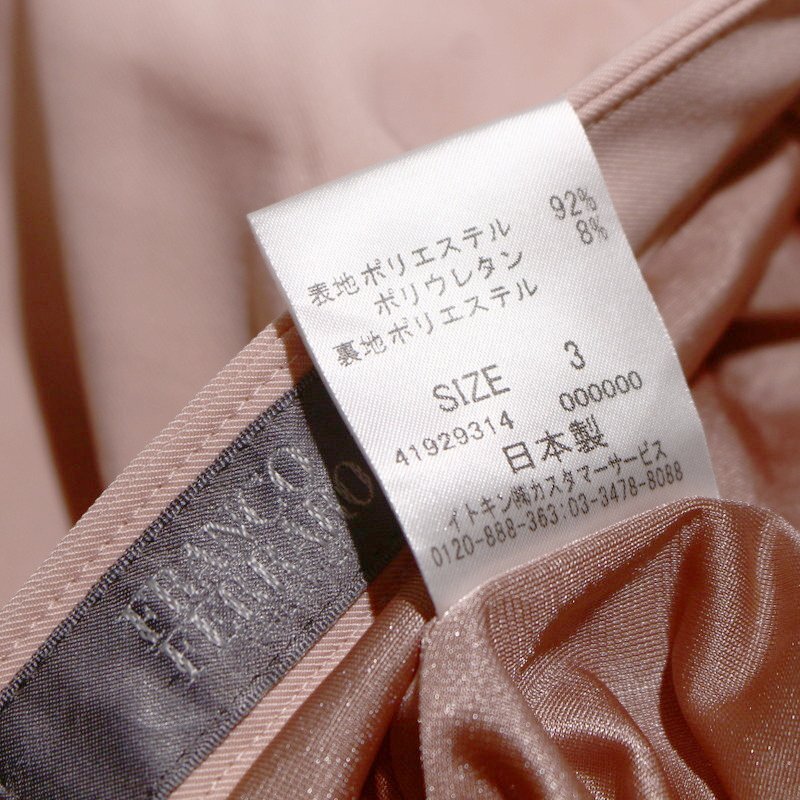 表地ポリエステル 92%
ポリウレタン 8%
裏地ポリエステル
SIZE 3
41929314 000000
日本製
イトキン㈱カスタマーサービス
0120-888-363:03-3478-8088
FRANCO
FERRARO